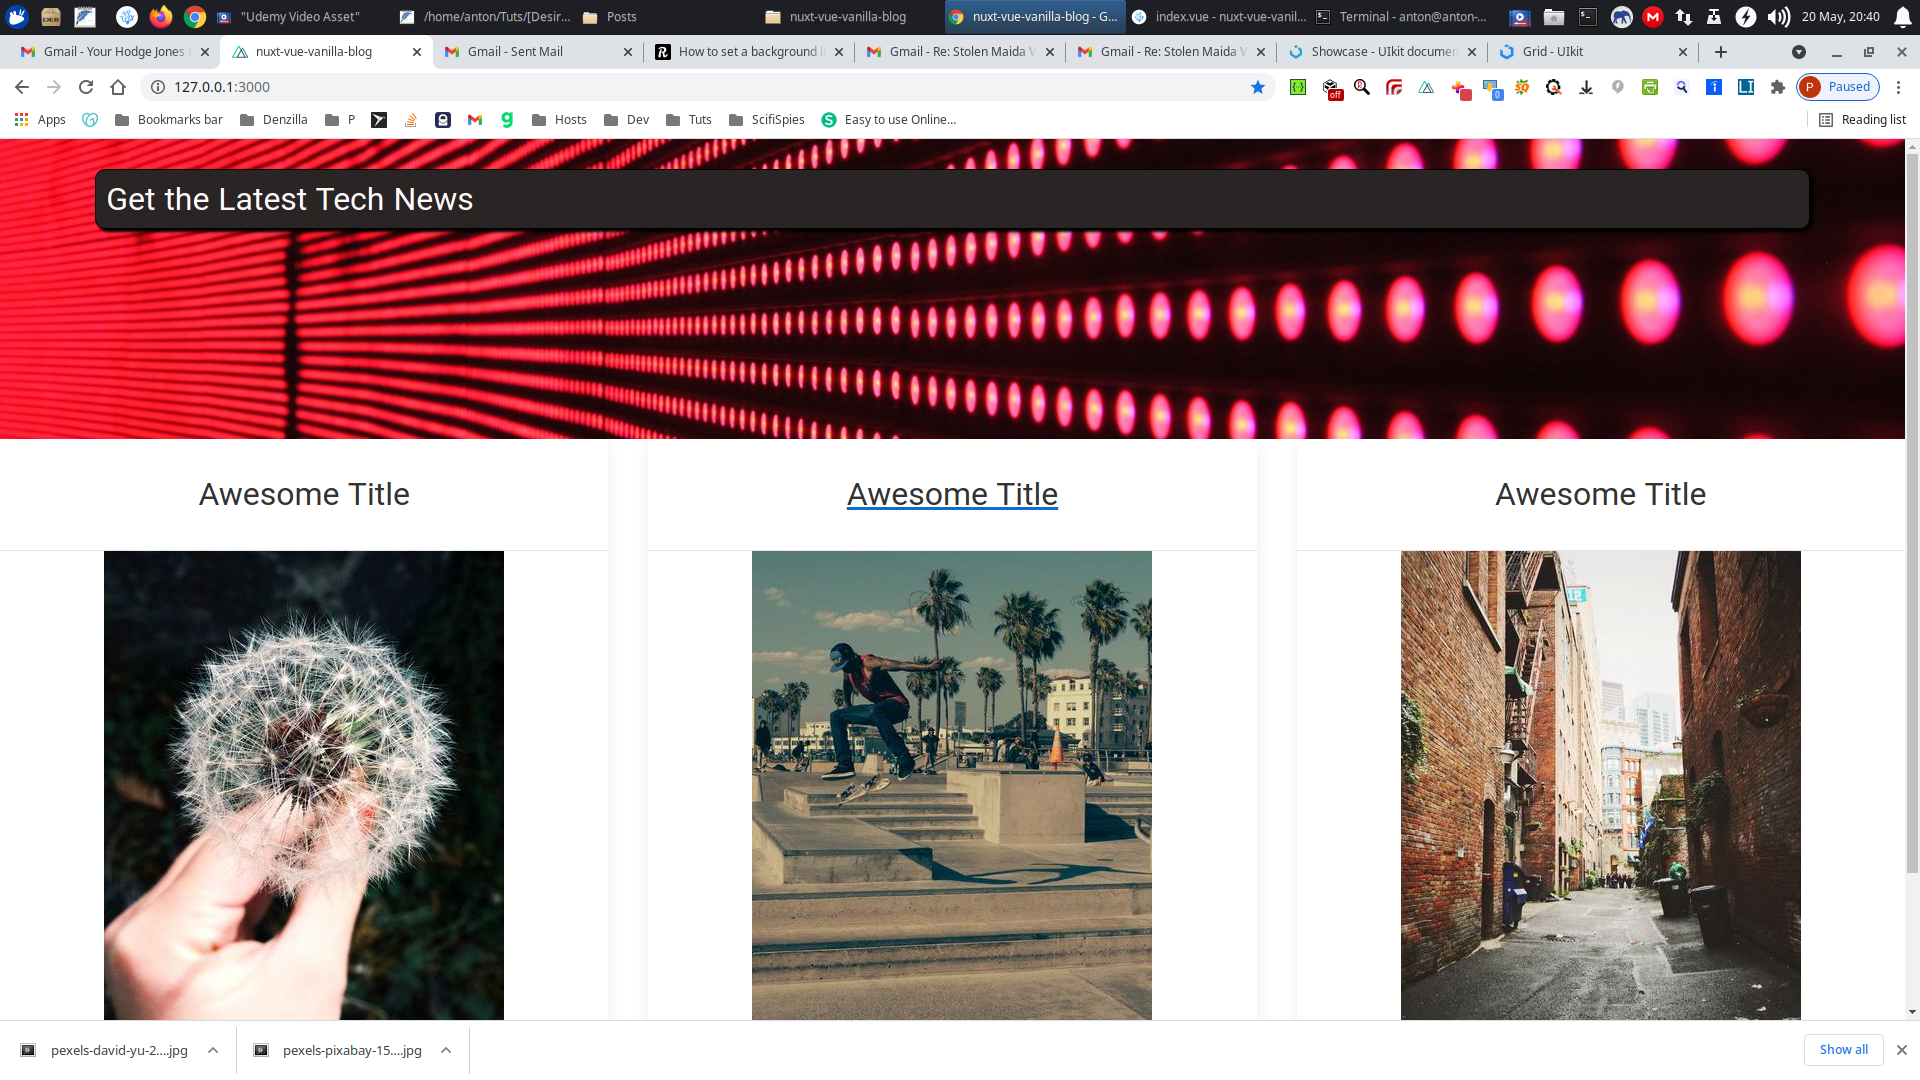 "Udemy Video Asset" /home/anton/Tuts/[Desir... Posts nuxt-vue-vanilla-blog nuxt-vue-vanilla-blog - G... index.vue - nuxt-vue-vanil... Terminal - anton@anton-... 20 May, 20:40
Gmail - Your Hodge Jones nuxt-vue-vanilla-blog Gmail - Sent Mail How to set a background i Gmail - Re: Stolen Maida V Gmail - Re: Stolen Maida V Showcase - UIkit documen Grid - UIkit
127.0.0.1:3000 off 0 P Paused
Apps Bookmarks bar Denzilla P Hosts Dev Tuts ScifiSpies Easy to use Online... Reading list
Get the Latest Tech News
Awesome Title Awesome Title Awesome Title
pexels-david-yu-2....jpg pexels-pixabay-15....jpg Show all